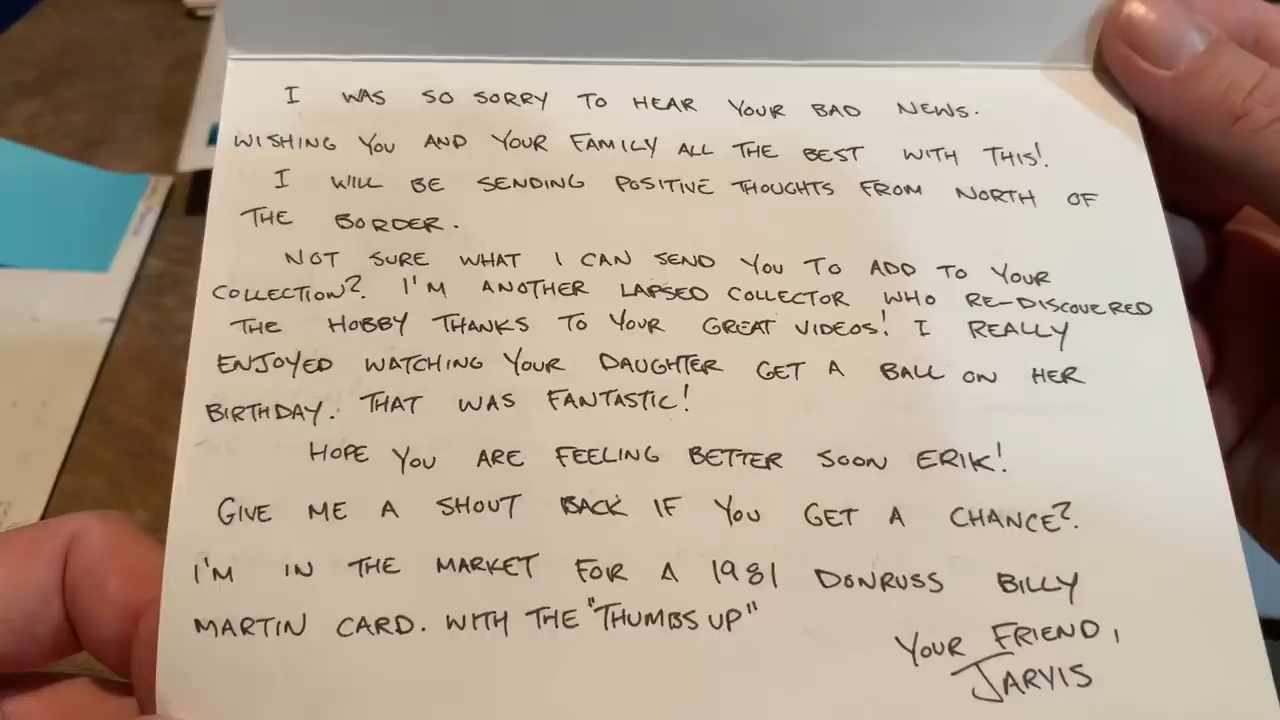 I WAS SO SORRY TO HEAR YOUR BAD NEWS.
WISHING YOU AND YOUR FAMILY ALL THE BEST WITH THIS!
I WILL BE SENDING POSITIVE THOUGHTS FROM NORTH OF
THE BORDER.
NOT SURE WHAT I CAN SEND YOU TO ADD TO YOUR
COLLECTION? I'M ANOTHER LAPSED COLLECTOR WHO RE-DISCOVERED
THE HOBBY THANKS TO YOUR GREAT VIDEOS! I REALLY
ENJOYED WATCHING YOUR DAUGHTER GET A BALL ON HER
BIRTHDAY. THAT WAS FANTASTIC!
HOPE YOU ARE FEELING BETTER SOON ERIK!
GIVE ME A SHOUT BACK IF YOU GET A CHANCE?
I'M IN THE MARKET FOR A 1981 DONRUSS BILLY
MARTIN CARD. WITH THE "THUMBS UP"
YOUR FRIEND,
JARVIS